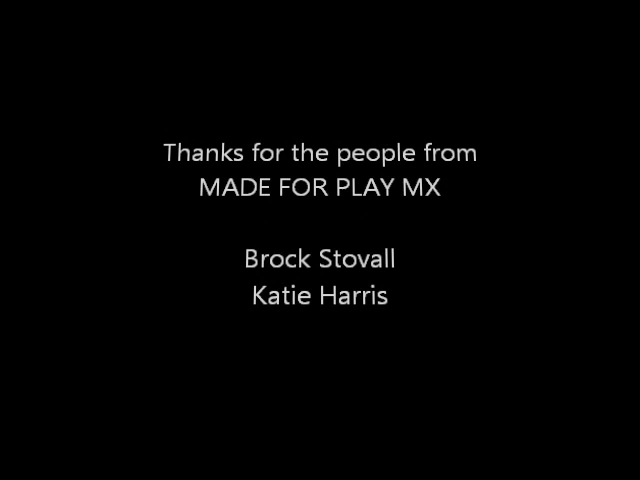 Thanks for the people from
MADE FOR PLAY MX
Brock Stovall
Katie Harris